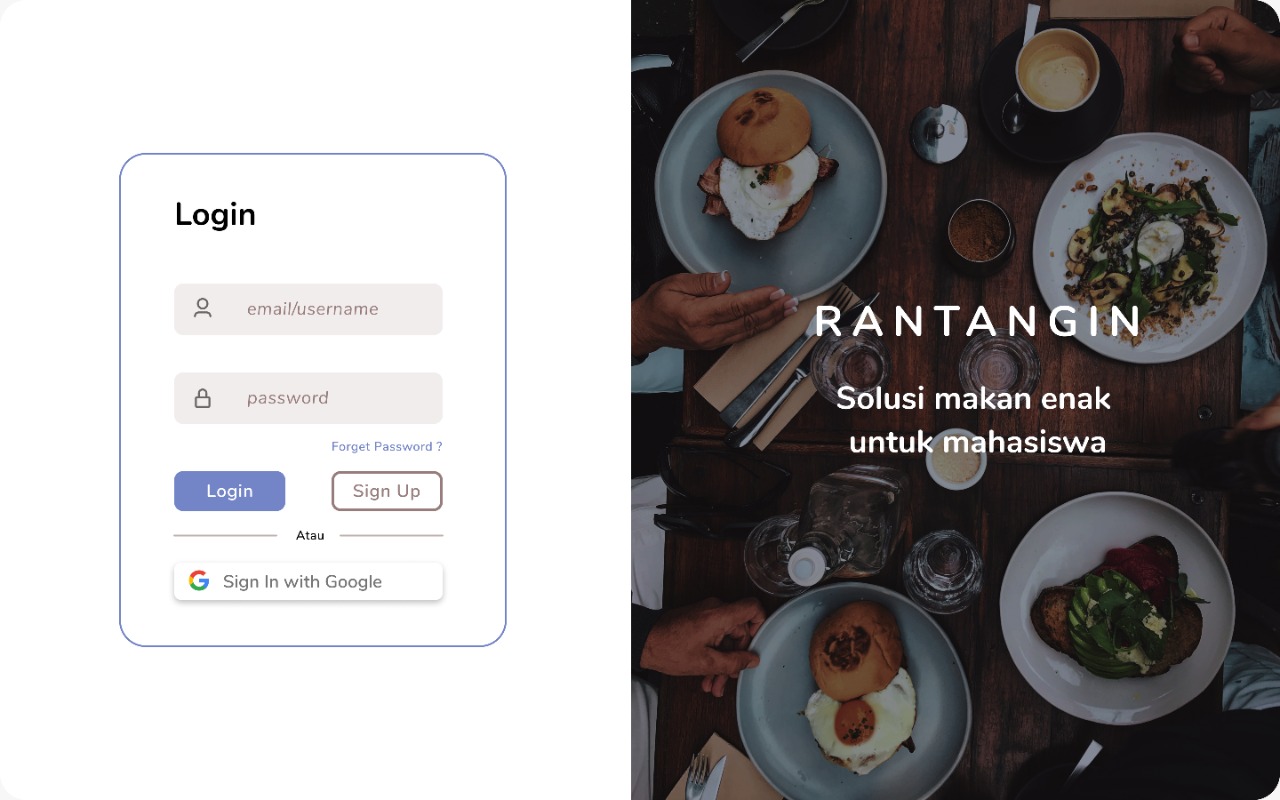 Login
email/username
password
Forget Password ?
Login
Sign Up
Atau
Sign In with Google
RANTANGIN
Solusi makan enak
untuk mahasiswa